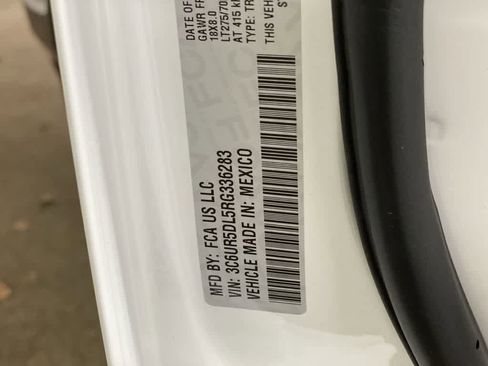 MFD BY: FCA US LLC
VIN: 3C6UR5DL5RG336283
VEHICLE MADE IN: MEXICO
DATE OF
GAWR FR
18X8.0
LT275/70
AT 415 k
TYPE: TR
THIS VEH